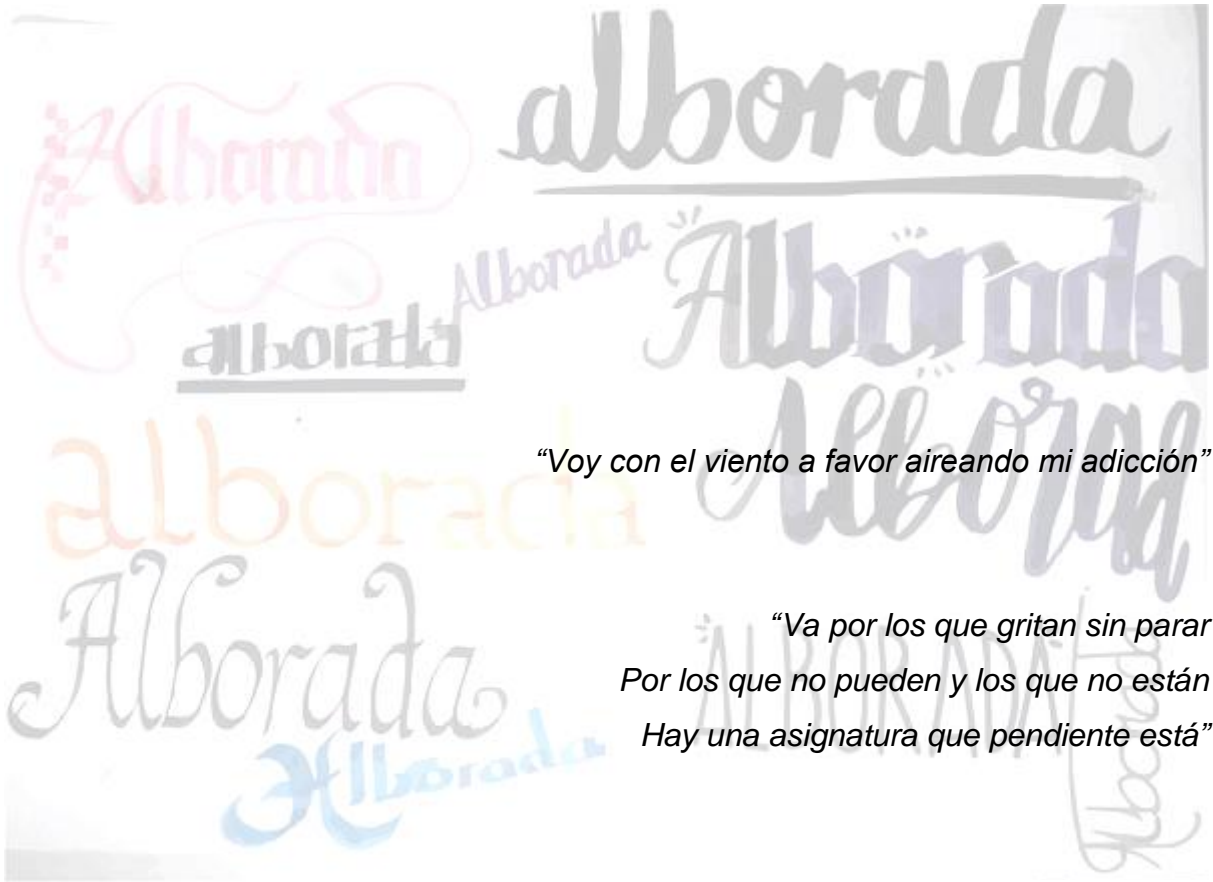 alborada
Alborada
Alborada
Alborada
alborada
Alborad
alborada
“Voy con el viento a favor aireando mi adicción”
Alborada
“Va por los que gritan sin parar
ALBORADA
Por los que no pueden y los que no están
Alborada
Hay una asignatura que pendiente está”
Alborada